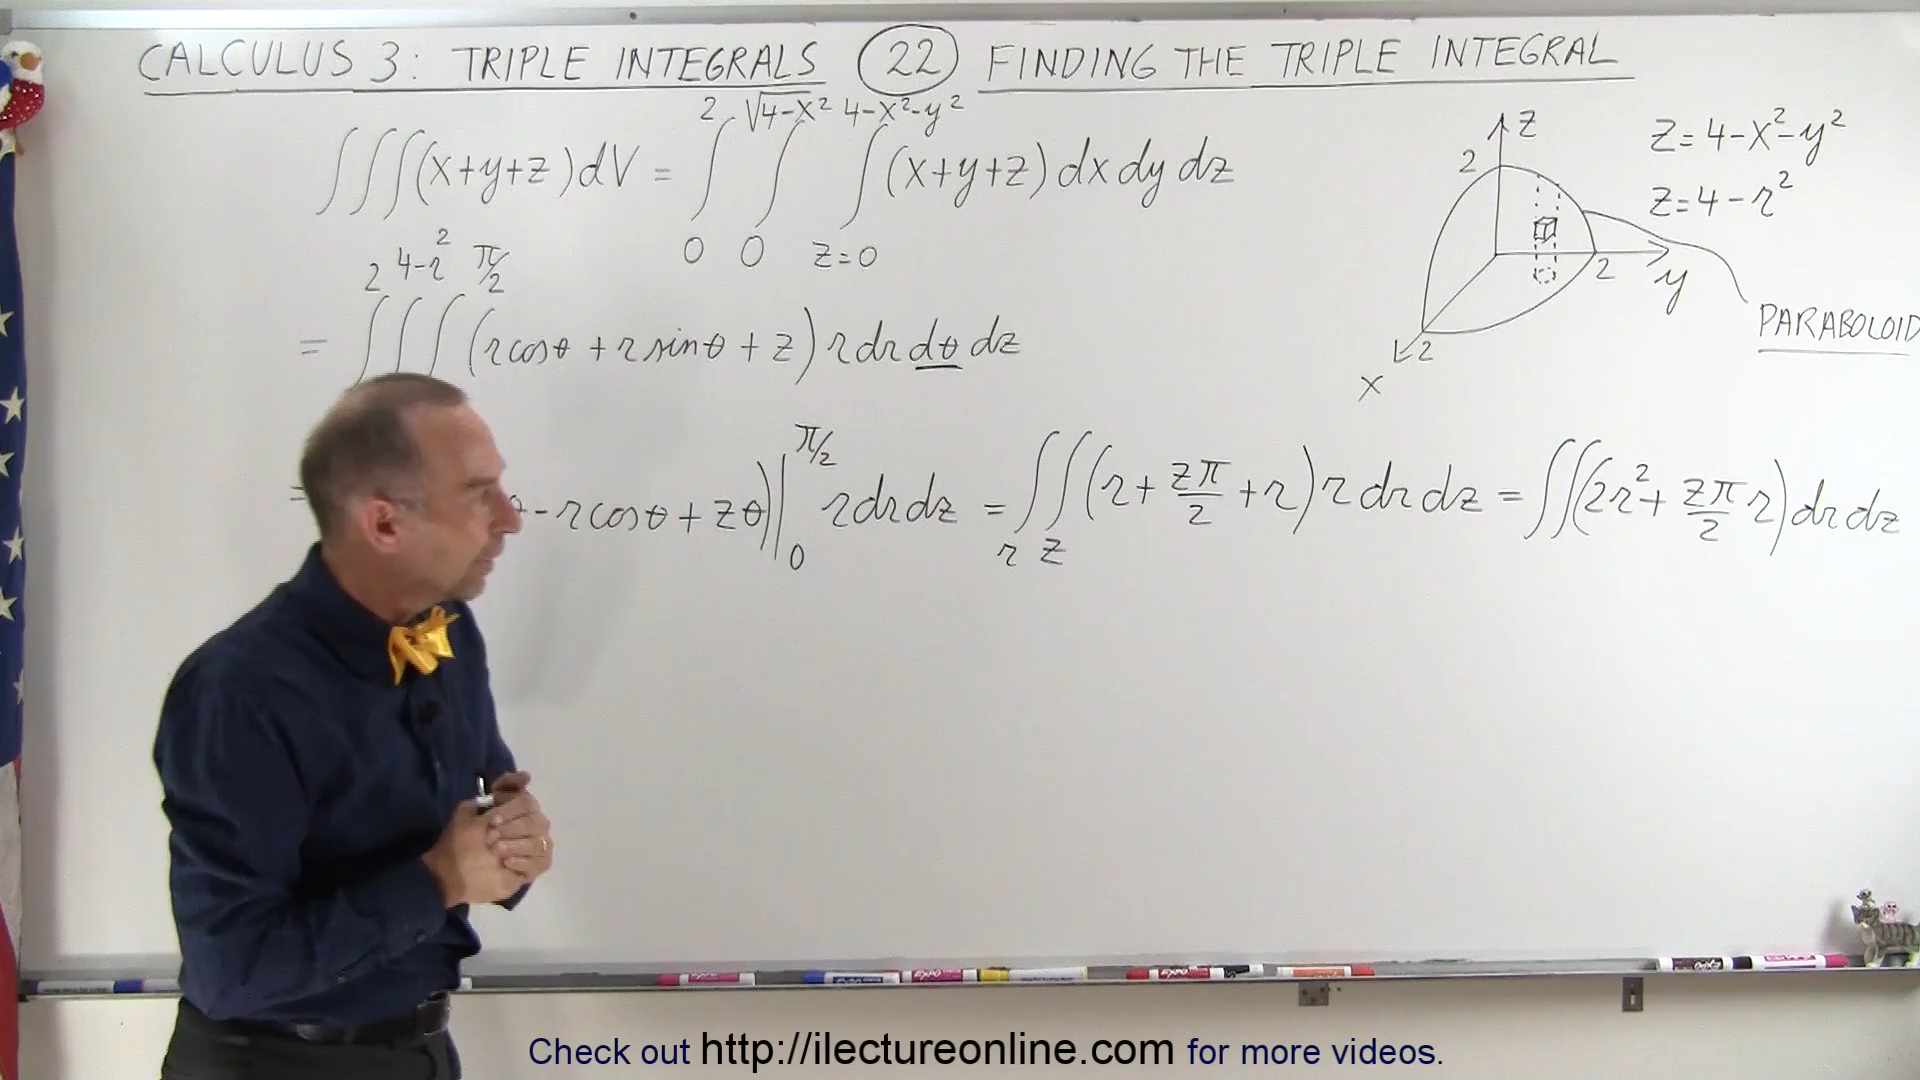 CALCULUS 3: TRIPLE INTEGRALS 22 FINDING THE TRIPLE INTEGRAL
∫∫∫(x+y+z)dV = ∫₀² ∫₀^√(4-x²) ∫_{z=0}^{4-x²-y²} (x+y+z) dx dy dz
= ∫² ∫^{4-r²} ∫^{π/2} (r cosθ + r sinθ + z) r dr dθ dz
= - r cosθ + zθ)|₀^{π/2} r dr dz = ∫_r ∫_z (r + zπ/2 + r) r dr dz = ∫∫(2r² + zπ/2 r) dr dz
z
2
2
y
2
x
z = 4-x²-y²
z = 4-r²
PARABOLOID
Check out http://ilectureonline.com for more videos.